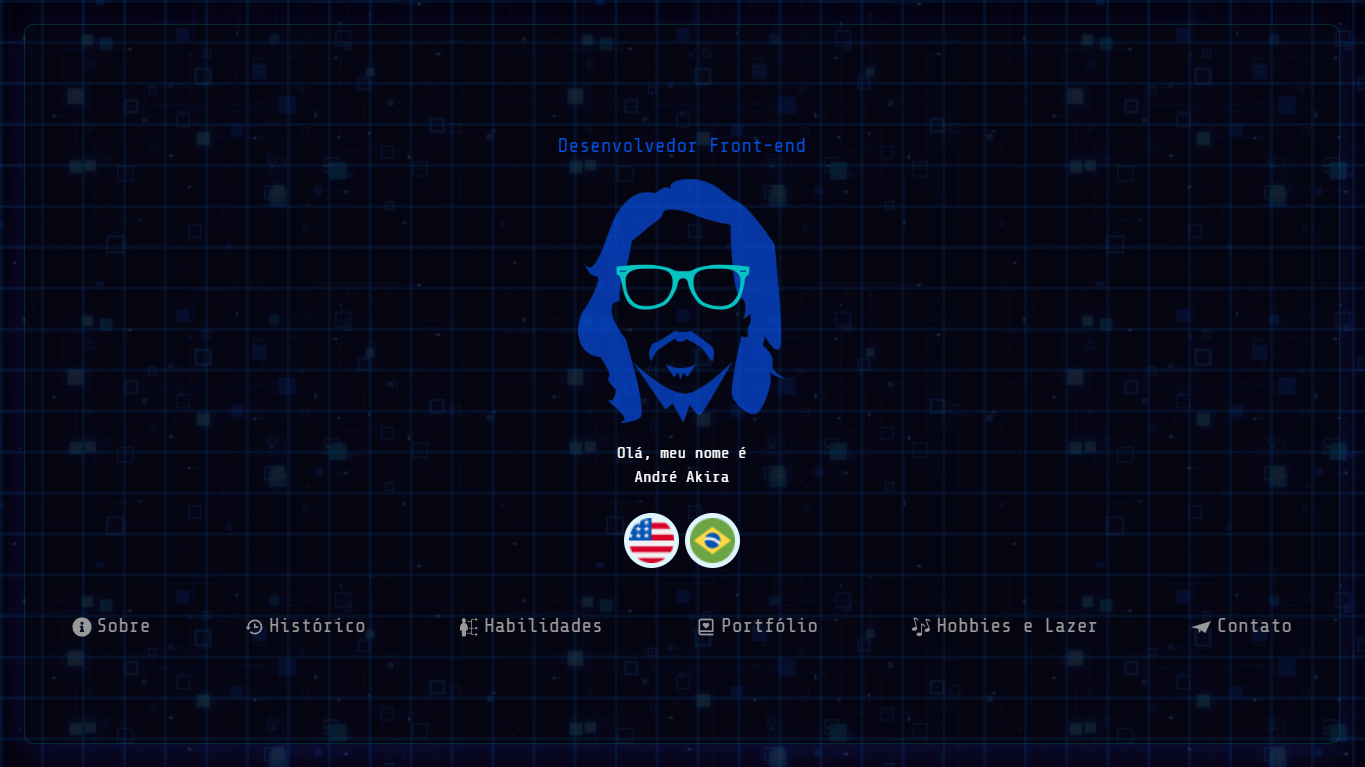 Desenvolvedor Front-end
Olá, meu nome é
André Akira
Sobre
Histórico
Habilidades
Portfólio
Hobbies e Lazer
Contato